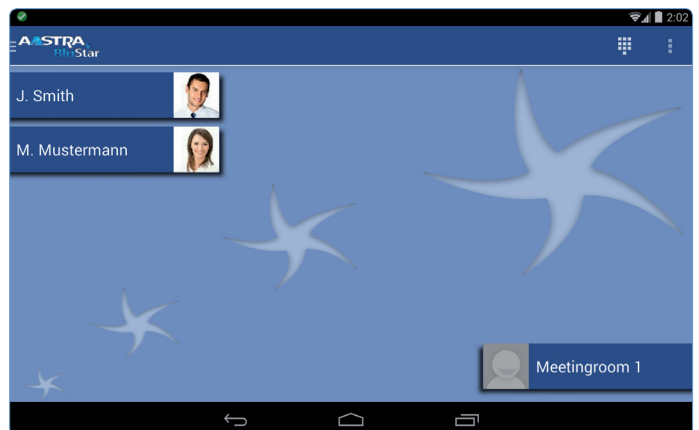 2:02
AASTRA
BluStar
J. Smith
M. Mustermann
Meetingroom 1